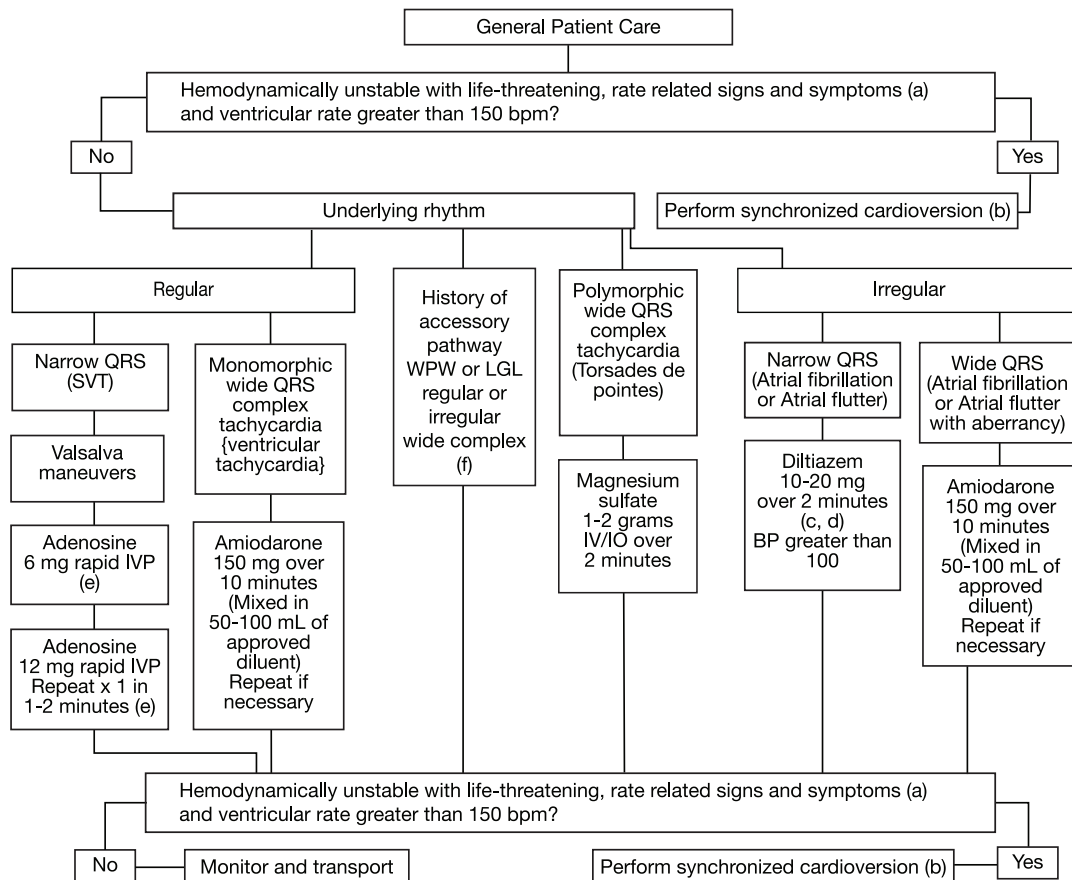 General Patient Care
Hemodynamically unstable with life-threatening, rate related signs and symptoms (a)
and ventricular rate greater than 150 bpm?
No
Yes
Underlying rhythm
Perform synchronized cardioversion (b)
Regular
Narrow QRS
(SVT)
Valsalva
maneuvers
Adenosine
6 mg rapid IVP
(e)
Adenosine
12 mg rapid IVP
Repeat x 1 in
1-2 minutes (e)
Monomorphic
wide QRS
complex
tachycardia
{ventricular
tachycardia}
Amiodarone
150 mg over
10 minutes
(Mixed in
50-100 mL of
approved
diluent)
Repeat if
necessary
History of
accessory
pathway
WPW or LGL
regular or
irregular
wide complex
(f)
Polymorphic
wide QRS
complex
tachycardia
(Torsades de
pointes)
Magnesium
sulfate
1-2 grams
IV/IO over
2 minutes
Irregular
Narrow QRS
(Atrial fibrillation
or Atrial flutter)
Diltiazem
10-20 mg
over 2 minutes
(c, d)
BP greater than
100
Wide QRS
(Atrial fibrillation
or Atrial flutter
with aberrancy)
Amiodarone
150 mg over
10 minutes
(Mixed in
50-100 mL of
approved
diluent)
Repeat if
necessary
Hemodynamically unstable with life-threatening, rate related signs and symptoms (a)
and ventricular rate greater than 150 bpm?
No
Monitor and transport
Perform synchronized cardioversion (b)
Yes